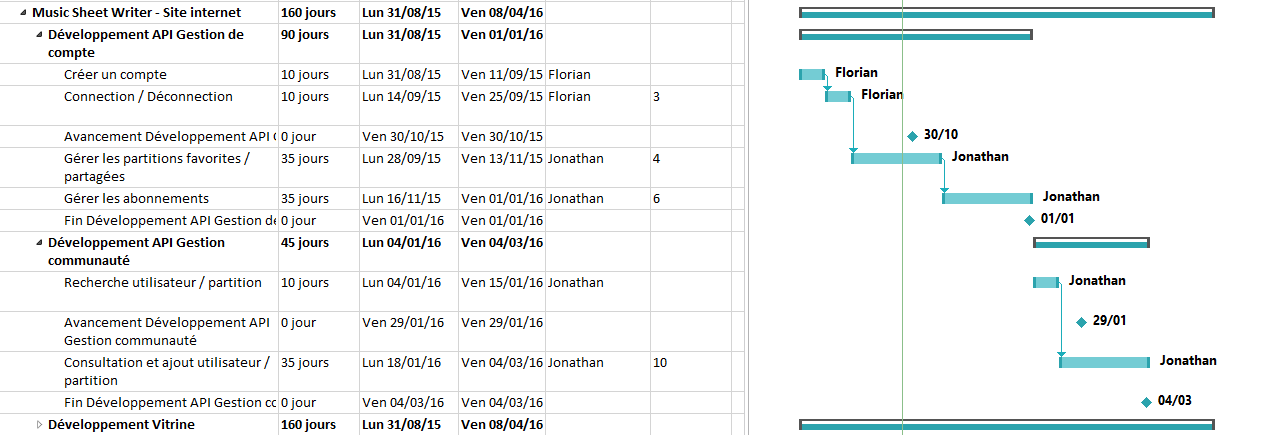 Music Sheet Writer - Site internet 160 jours Lun 31/08/15 Ven 08/04/16
Développement API Gestion de 90 jours Lun 31/08/15 Ven 01/01/16
compte
Créer un compte 10 jours Lun 31/08/15 Ven 11/09/15 Florian Florian
Connection / Déconnection 10 jours Lun 14/09/15 Ven 25/09/15 Florian 3 Florian
Avancement Développement API 0 jour Ven 30/10/15 Ven 30/10/15 30/10
Gérer les partitions favorites / 35 jours Lun 28/09/15 Ven 13/11/15 Jonathan 4 Jonathan
partagées
Gérer les abonnements 35 jours Lun 16/11/15 Ven 01/01/16 Jonathan 6 Jonathan
Fin Développement API Gestion de 0 jour Ven 01/01/16 Ven 01/01/16 01/01
Développement API Gestion 45 jours Lun 04/01/16 Ven 04/03/16
communauté
Recherche utilisateur / partition 10 jours Lun 04/01/16 Ven 15/01/16 Jonathan Jonathan
Avancement Développement API 0 jour Ven 29/01/16 Ven 29/01/16 29/01
Gestion communauté
Consultation et ajout utilisateur / 35 jours Lun 18/01/16 Ven 04/03/16 Jonathan 10 Jonathan
partition
Fin Développement API Gestion co 0 jour Ven 04/03/16 Ven 04/03/16 04/03
Développement Vitrine 160 jours Lun 31/08/15 Ven 08/04/16